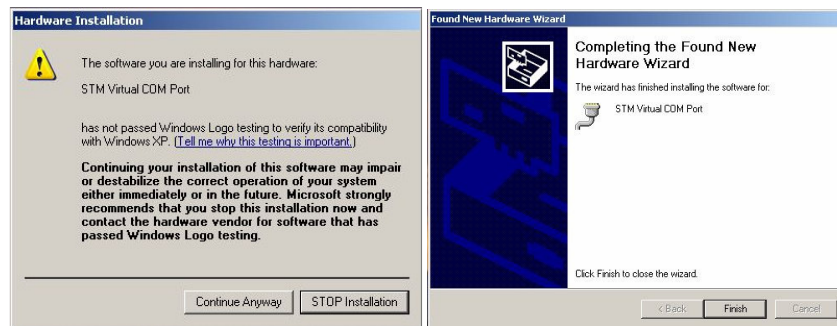 Hardware Installation
The software you are installing for this hardware:
STM Virtual COM Port
has not passed Windows Logo testing to verify its compatibility
with Windows XP. (Tell me why this testing is important.)
Continuing your installation of this software may impair
or destabilize the correct operation of your system
either immediately or in the future. Microsoft strongly
recommends that you stop this installation now and
contact the hardware vendor for software that has
passed Windows Logo testing.
Continue Anyway
STOP Installation
Found New Hardware Wizard
Completing the Found New
Hardware Wizard
The wizard has finished installing the software for:
STM Virtual COM Port
Click Finish to close the wizard.
< Back
Finish
Cancel